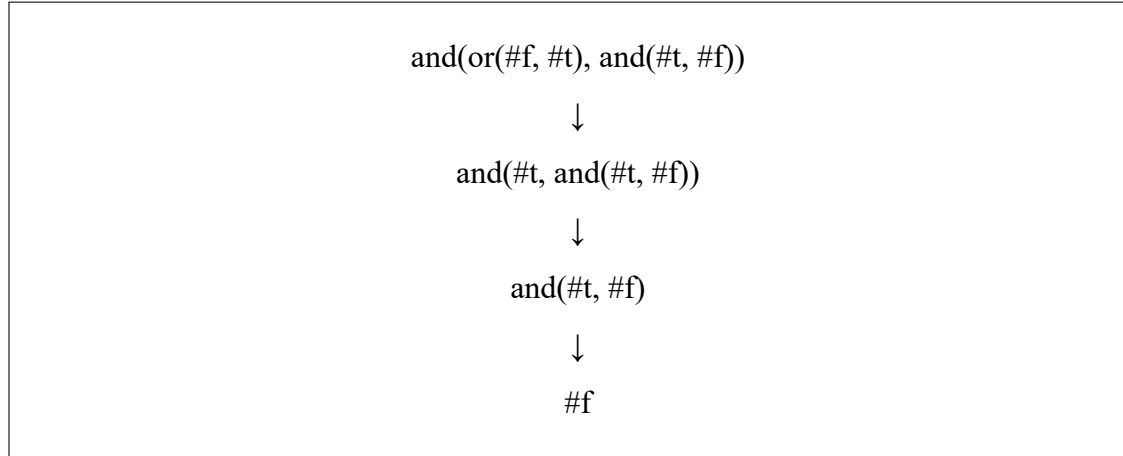 and(or(#f, #t), and(#t, #f))
↓
and(#t, and(#t, #f))
↓
and(#t, #f)
↓
#f